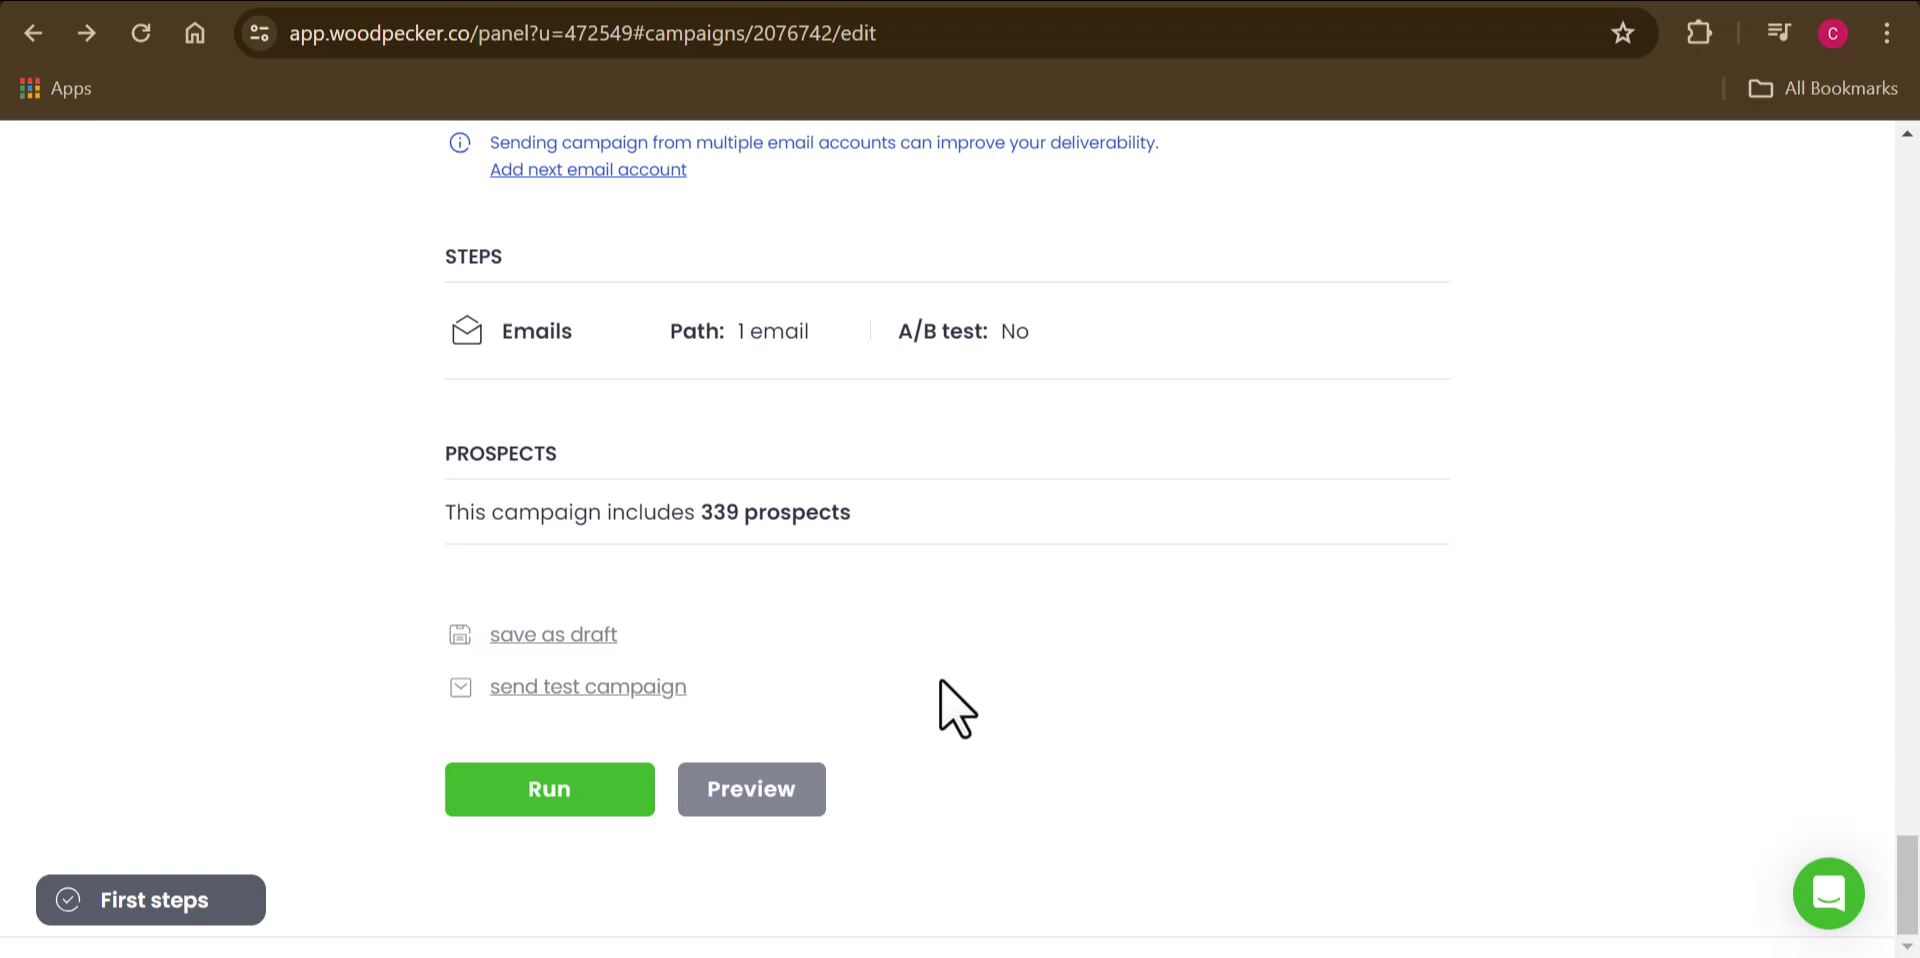 app.woodpecker.co/panel?u=472549#campaigns/2076742/edit
C
Apps
All Bookmarks
Sending campaign from multiple email accounts can improve your deliverability.
Add next email account
STEPS
Emails Path: 1 email A/B test: No
PROSPECTS
This campaign includes 339 prospects
save as draft
send test campaign
Run Preview
First steps